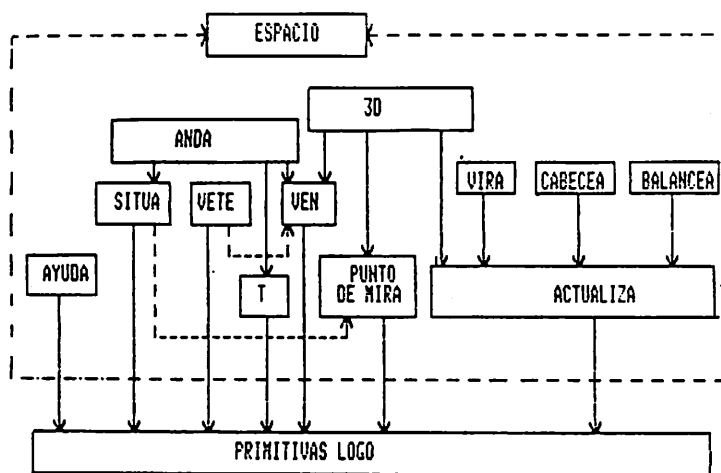 ESPACIO
3D
ANDA
VIRA
CABECEA
BALANCEA
SITUA
VETE
VEN
AYUDA
T
PUNTO
DE MIRA
ACTUALIZA
PRIMITIVAS LOGO